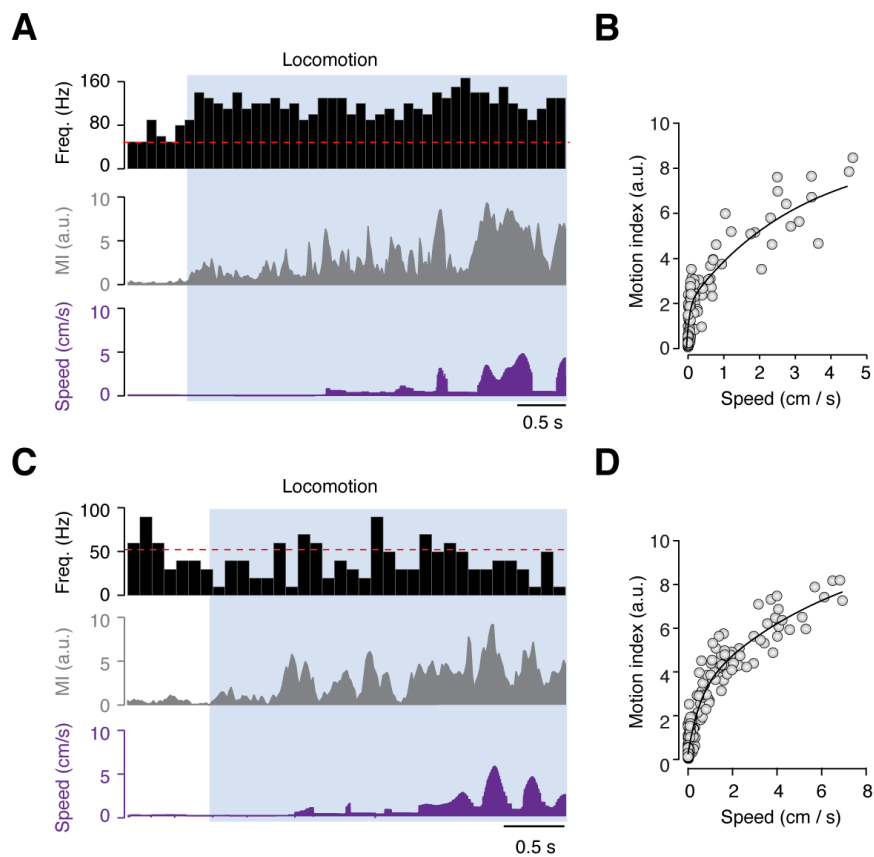 A
Locomotion
Freq. (Hz)
160
80
0
MI (a.u.)
10
5
0
Speed (cm/s)
10
5
0
0.5 s
B
Motion index (a.u.)
10
8
6
4
2
0
0 1 2 3 4 5
Speed (cm / s)
C
Locomotion
Freq. (Hz)
100
50
0
MI (a.u.)
10
5
0
Speed (cm/s)
10
5
0
0.5 s
D
Motion index (a.u.)
10
8
6
4
2
0
0 2 4 6 8
Speed (cm / s)